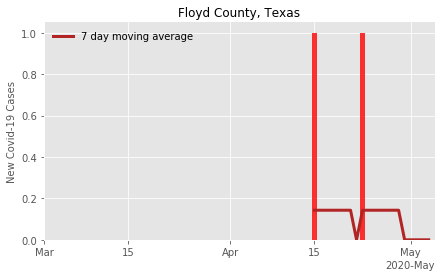 Floyd County, Texas
7 day moving average
New Covid-19 Cases
1.0
0.8
0.6
0.4
0.2
0.0
Mar
15
Apr
15
May
2020-May